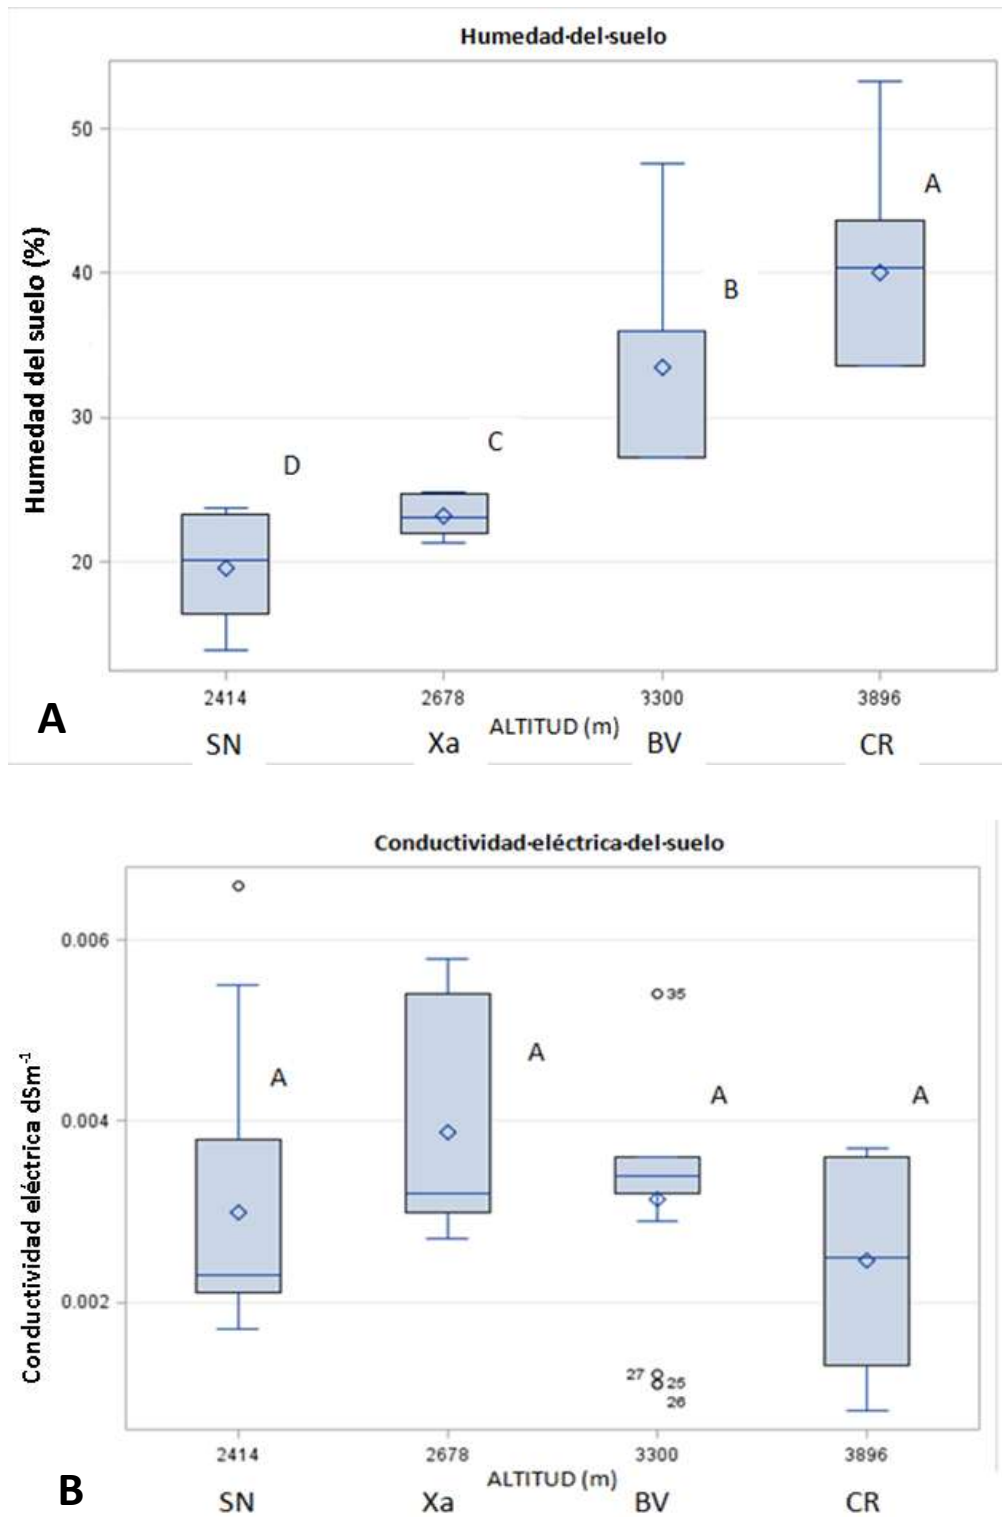 Humedad·del·suelo
Humedad del suelo (%)
50
40
30
20
D
C
B
A
2414
2678
3300
3896
ALTITUD (m)
SN
Xa
BV
CR
A
Conductividad·eléctrica·del·suelo
Conductividad eléctrica dSm⁻¹
0.006
0.004
0.002
A
A
A
A
35
27
25
26
2414
2678
3300
3896
ALTITUD (m)
SN
Xa
BV
CR
B